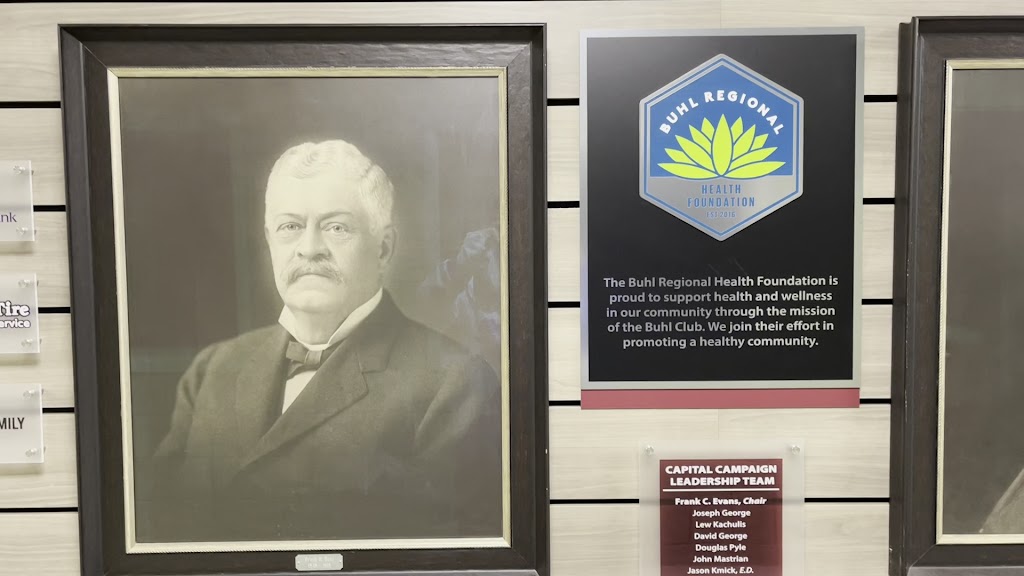 nk
Tire
ervice
MILY
BUHL REGIONAL
HEALTH
FOUNDATION
EST 2016
The Buhl Regional Health Foundation is
proud to support health and wellness
in our community through the mission
of the Buhl Club. We join their effort in
promoting a healthy community.
CAPITAL CAMPAIGN
LEADERSHIP TEAM
Frank C. Evans, Chair
Joseph George
Lew Kachulis
David George
Douglas Pyle
John Mastrian
Jason Kmick, E.D.